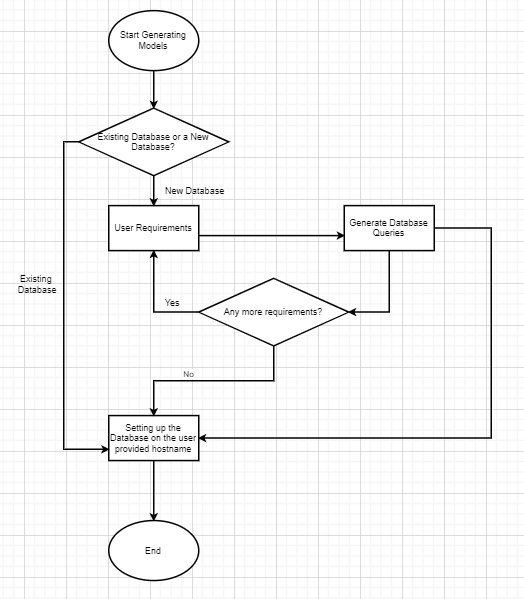 Start Generating
Models
Existing Database or a New
Database?
New Database
User Requirements
Generate Database
Queries
Existing
Database
Yes
Any more requirements?
No
Setting up the
Database on the user
provided hostname
End